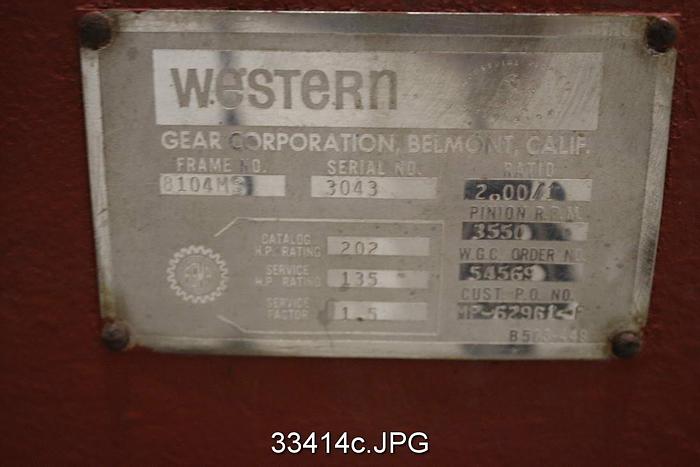 Western
GEAR CORPORATION, BELMONT, CALIF.
FRAME NO. SERIAL NO. RATIO
8104MS 3043 2.00/1
PINION R.P.M.
3550
CATALOG
H.P. RATING 202
W.G.C. ORDER NO.
54569
SERVICE
H.P. RATING 135
CUST. P.O. NO.
SERVICE
FACTOR 1.5
AGMA
33414c.JPG